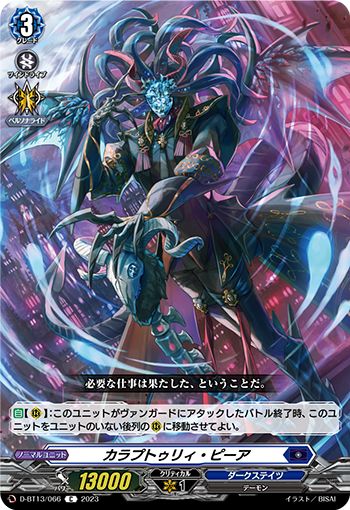 3
グレード
ツインドライブ
ペルソナライド
必要な仕事は果たした、ということだ。
【R】:このユニットがヴァンガードにアタックしたバトル終了時、このユ
ニットをユニットのいない後列のRに移動させてよい。
カラプトゥリィ・ピーア
ノーマルユニット
パワー 13000
クリティカル
1
ダークステイツ
デーモン
D-BT13/066 C 2023
イラスト/BISAI